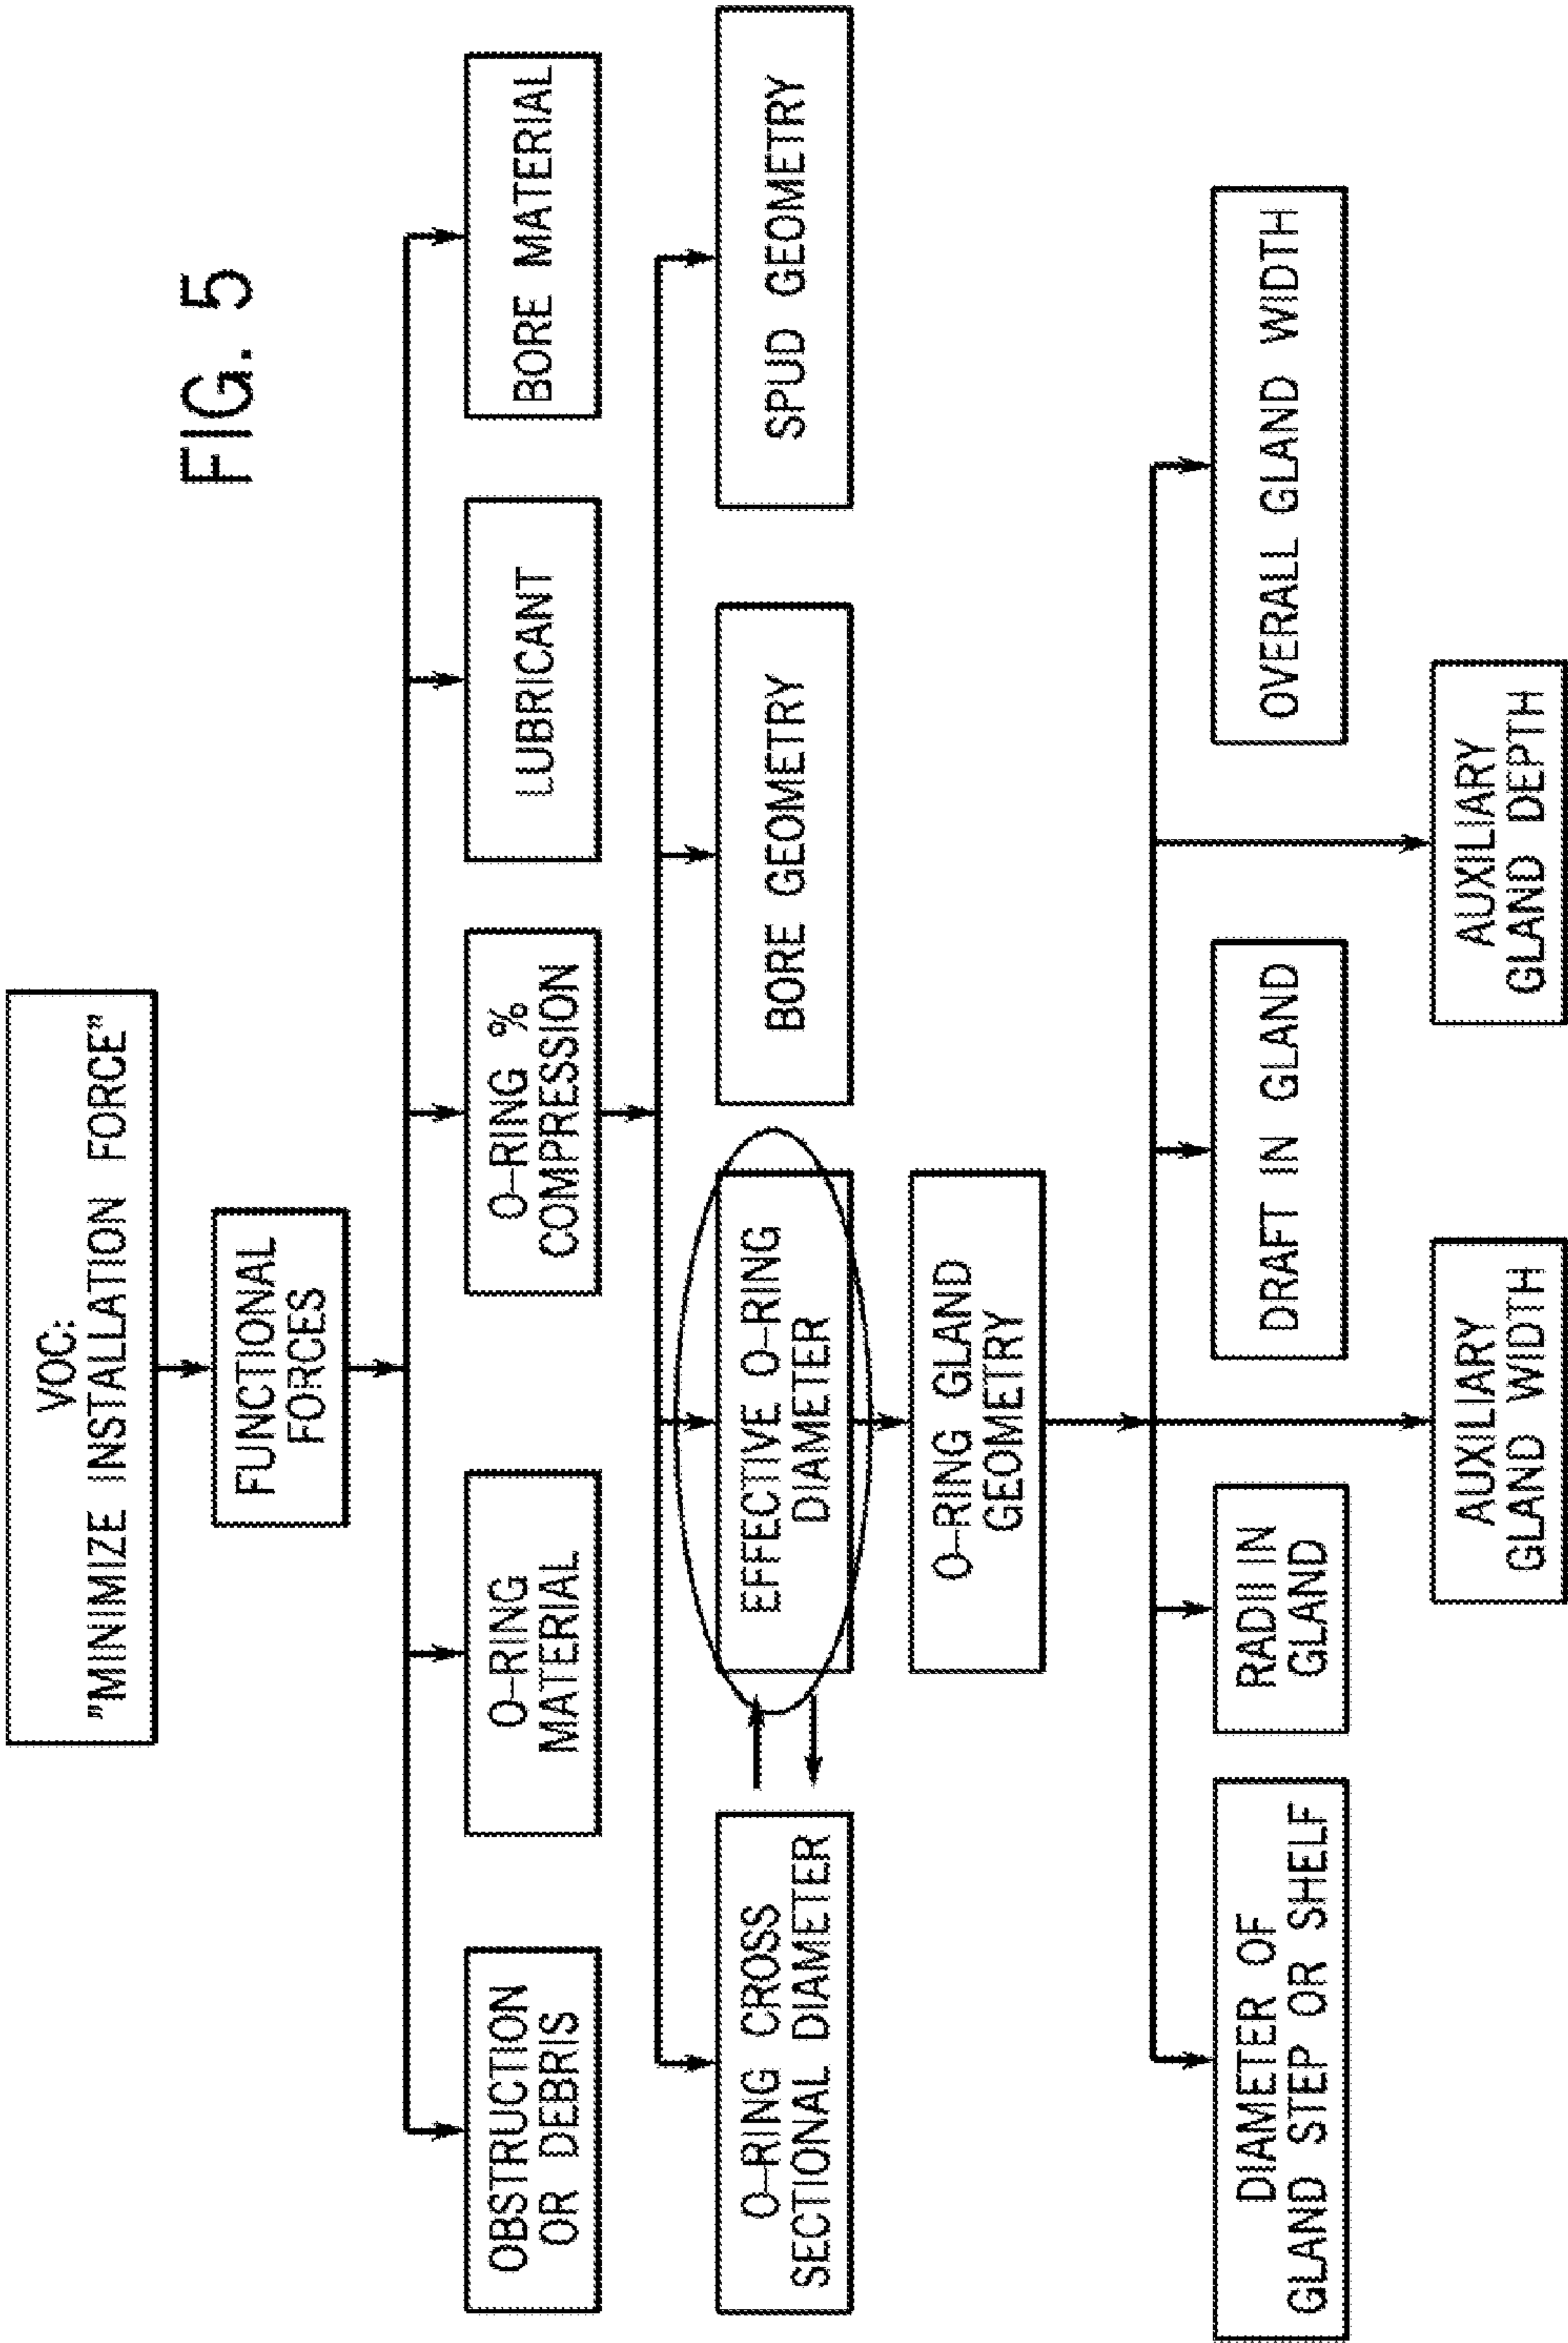 FIG. 5
VOC:
"MINIMIZE INSTALLATION FORCE"
FUNCTIONAL
FORCES
OBSTRUCTION
OR DEBRIS
O-RING
MATERIAL
O-RING %
COMPRESSION
LUBRICANT
BORE MATERIAL
O-RING CROSS
SECTIONAL DIAMETER
EFFECTIVE O-RING
DIAMETER
BORE GEOMETRY
SPUD GEOMETRY
O-RING GLAND
GEOMETRY
DIAMETER OF
GLAND STEP OR SHELF
RADII IN
GLAND
DRAFT IN GLAND
OVERALL GLAND WIDTH
AUXILIARY
GLAND WIDTH
AUXILIARY
GLAND DEPTH